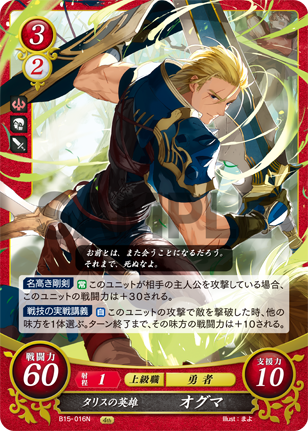 3
2
お前とは、また会うことになるだろう。
それまで、死ぬなよ。
名高き剛剣 常 このユニットが相手の主人公を攻撃している場合、
このユニットの戦闘力は＋30される。
戦技の実戦講義 自 このユニットの攻撃で敵を撃破した時、他の
味方を1体選ぶ。ターン終了まで、その味方の戦闘力は＋10される。
戦闘力
60
射程 1 上級職 勇者
支援力
10
タリスの英雄 オグマ
B15-016N Illust：まよ